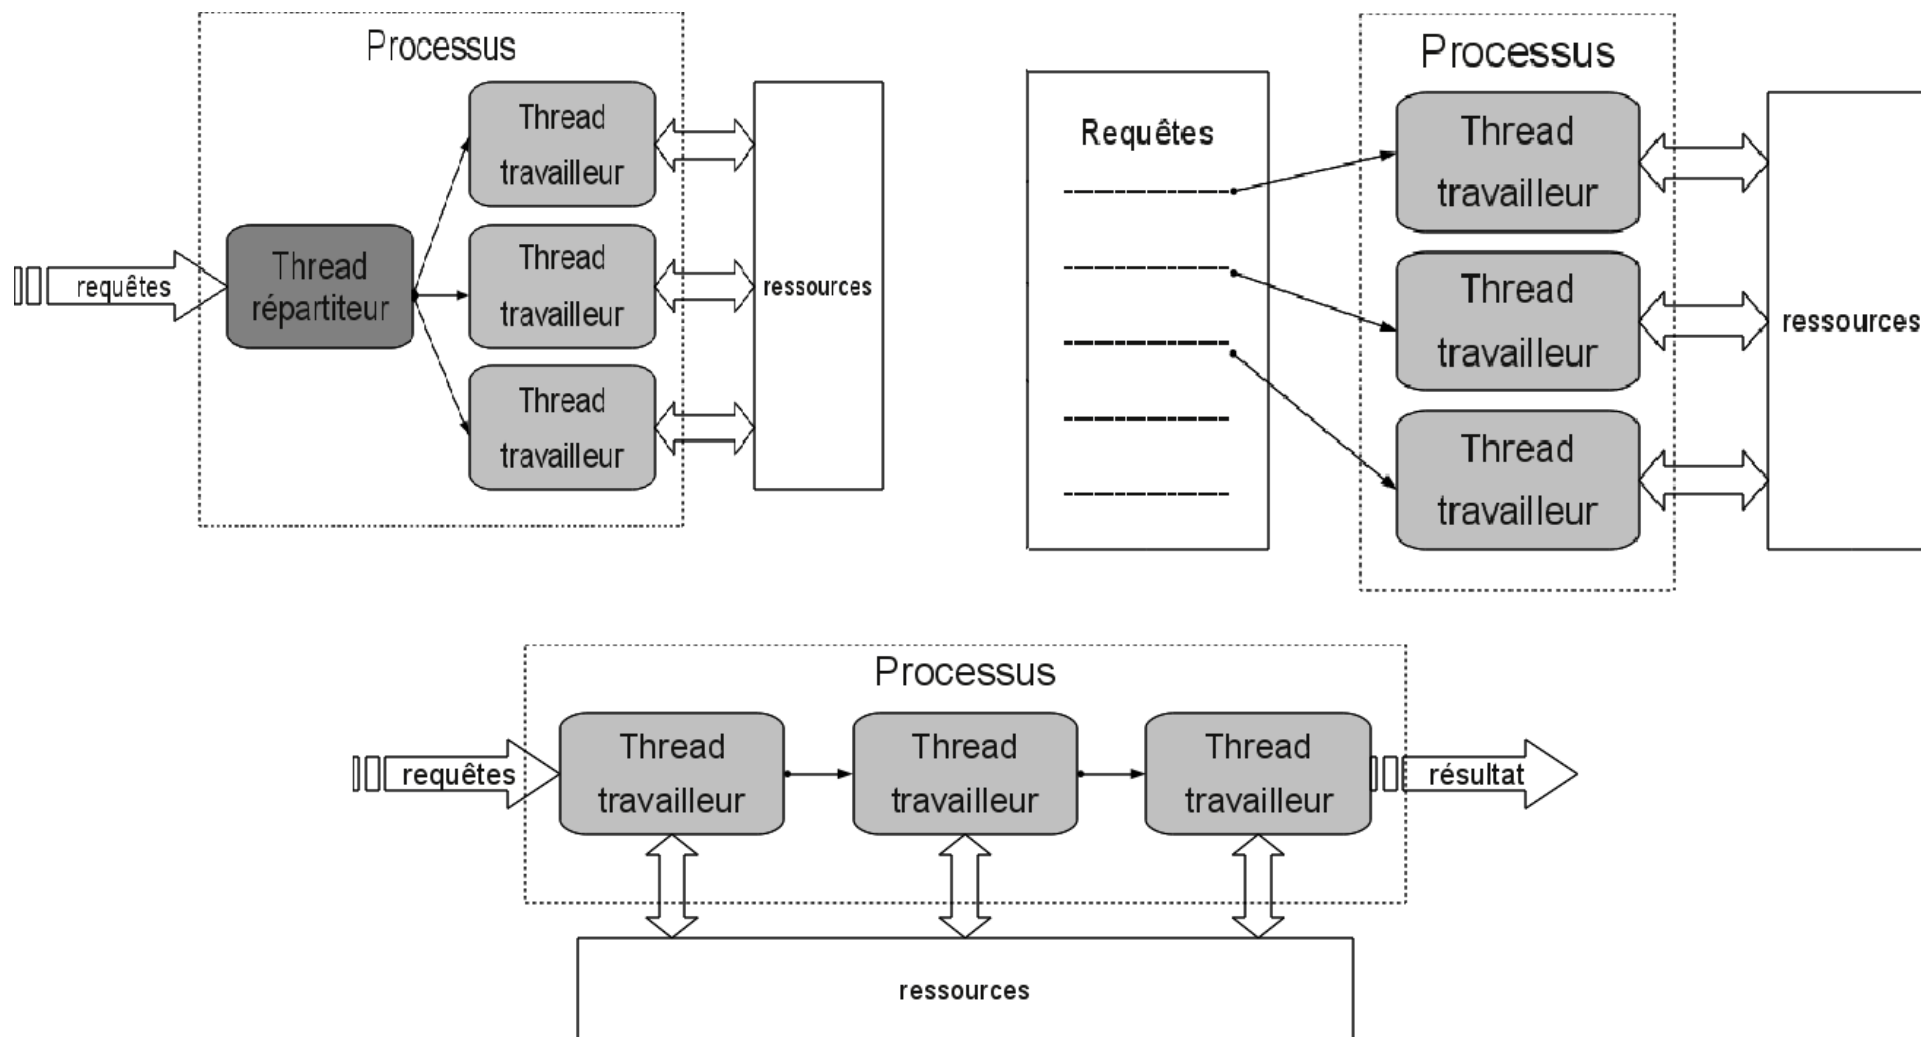 Processus
Thread
travailleur
Thread
travailleur
Thread
travailleur
requêtes
Thread
répartiteur
ressources
Processus
Requêtes
Thread
travailleur
Thread
travailleur
Thread
travailleur
ressources
Processus
requêtes
Thread
travailleur
Thread
travailleur
Thread
travailleur
résultat
ressources